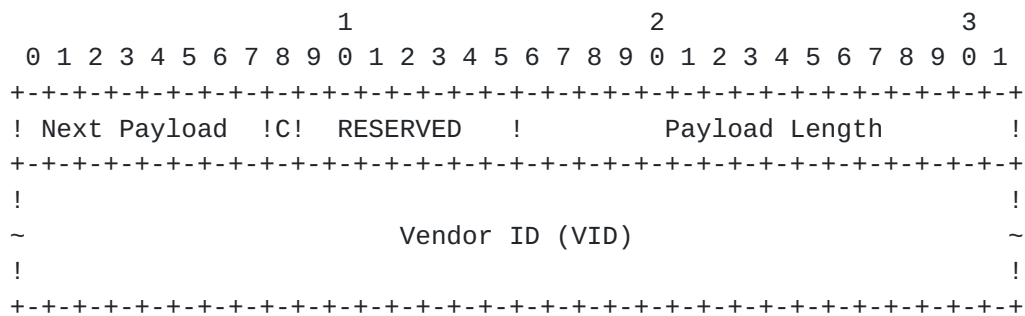 1                   2                   3
 0 1 2 3 4 5 6 7 8 9 0 1 2 3 4 5 6 7 8 9 0 1 2 3 4 5 6 7 8 9 0 1
+-+-+-+-+-+-+-+-+-+-+-+-+-+-+-+-+-+-+-+-+-+-+-+-+-+-+-+-+-+-+-+-+
! Next Payload  !C!  RESERVED   !         Payload Length        !
+-+-+-+-+-+-+-+-+-+-+-+-+-+-+-+-+-+-+-+-+-+-+-+-+-+-+-+-+-+-+-+-+
!                                                               !
~                        Vendor ID (VID)                        ~
!                                                               !
+-+-+-+-+-+-+-+-+-+-+-+-+-+-+-+-+-+-+-+-+-+-+-+-+-+-+-+-+-+-+-+-+